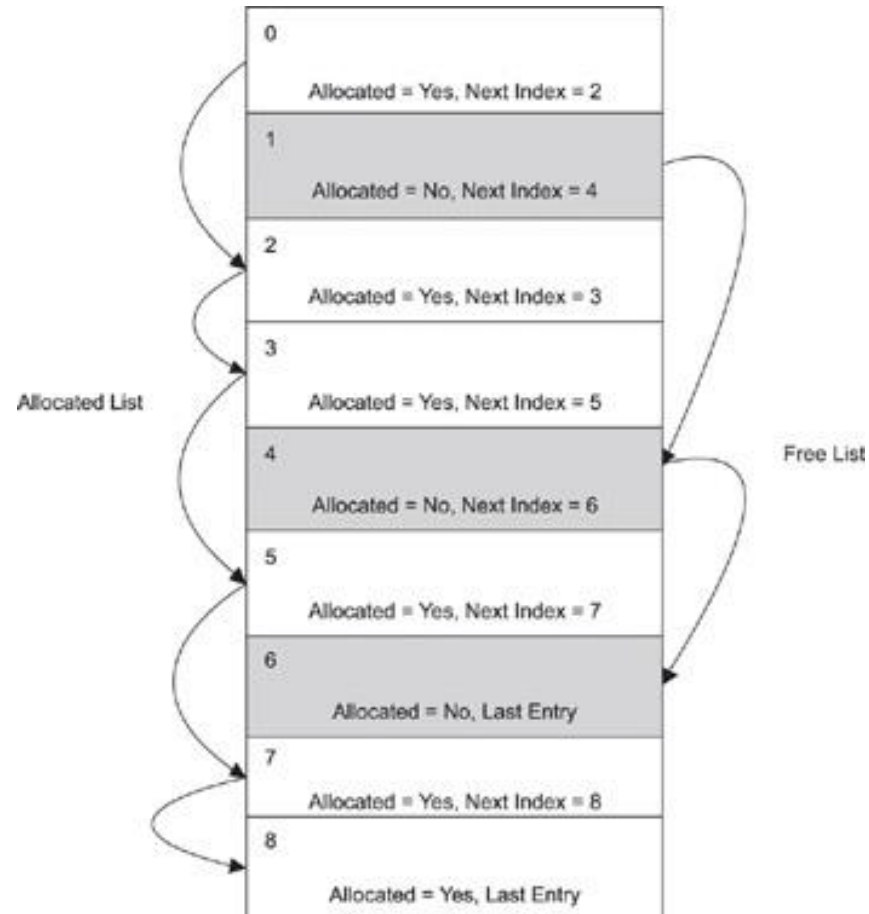 0
Allocated = Yes, Next Index = 2
1
Allocated = No, Next Index = 4
2
Allocated = Yes, Next Index = 3
3
Allocated List
Allocated = Yes, Next Index = 5
4
Free List
Allocated = No, Next Index = 6
5
Allocated = Yes, Next Index = 7
6
Allocated = No, Last Entry
7
Allocated = Yes, Next Index = 8
8
Allocated = Yes, Last Entry